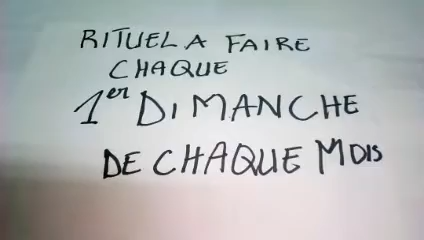 RITUEL A FAIRE
CHAQUE
1er DIMANCHE
DE CHAQUE MOIS